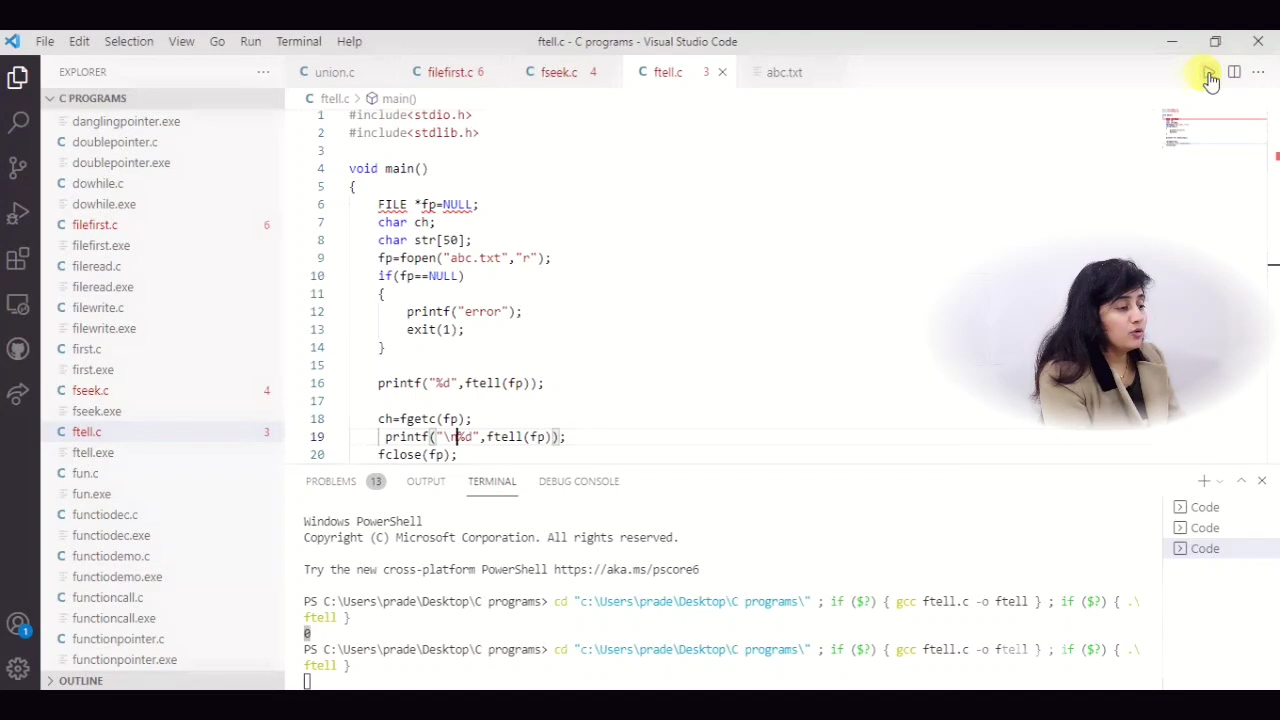 File Edit Selection View Go Run Terminal Help ftell.c - C programs - Visual Studio Code
EXPLORER
C union.c C filefirst.c 6 C fseek.c 4 C ftell.c 3 abc.txt
C PROGRAMS
C ftell.c > main()
danglingpointer.exe
C doublepointer.c
doublepointer.exe
C dowhile.c
dowhile.exe
C filefirst.c 6
filefirst.exe
C fileread.c
fileread.exe
C filewrite.c
filewrite.exe
C first.c
first.exe
C fseek.c 4
fseek.exe
C ftell.c 3
ftell.exe
C fun.c
fun.exe
C functiodec.c
functiodec.exe
C functiodemo.c
functiodemo.exe
C functioncall.c
functioncall.exe
C functionpointer.c
functionpointer.exe
OUTLINE
1
1 #include<stdio.h>
2 #include<stdlib.h>
3
4 void main()
5 {
6 FILE *fp=NULL;
7 char ch;
8 char str[50];
9 fp=fopen("abc.txt","r");
10 if(fp==NULL)
11 {
12 printf("error");
13 exit(1);
14 }
15
16 printf("%d",ftell(fp));
17
18 ch=fgetc(fp);
19 printf("\n%d",ftell(fp));
20 fclose(fp);
PROBLEMS 13 OUTPUT TERMINAL DEBUG CONSOLE
Windows PowerShell
Copyright (C) Microsoft Corporation. All rights reserved.
Try the new cross-platform PowerShell https://aka.ms/pscore6
PS C:\Users\prade\Desktop\C programs> cd "c:\Users\prade\Desktop\C programs\" ; if ($?) { gcc ftell.c -o ftell } ; if ($?) { .\
ftell }
0
PS C:\Users\prade\Desktop\C programs> cd "c:\Users\prade\Desktop\C programs\" ; if ($?) { gcc ftell.c -o ftell } ; if ($?) { .\
ftell }
Code
Code
Code